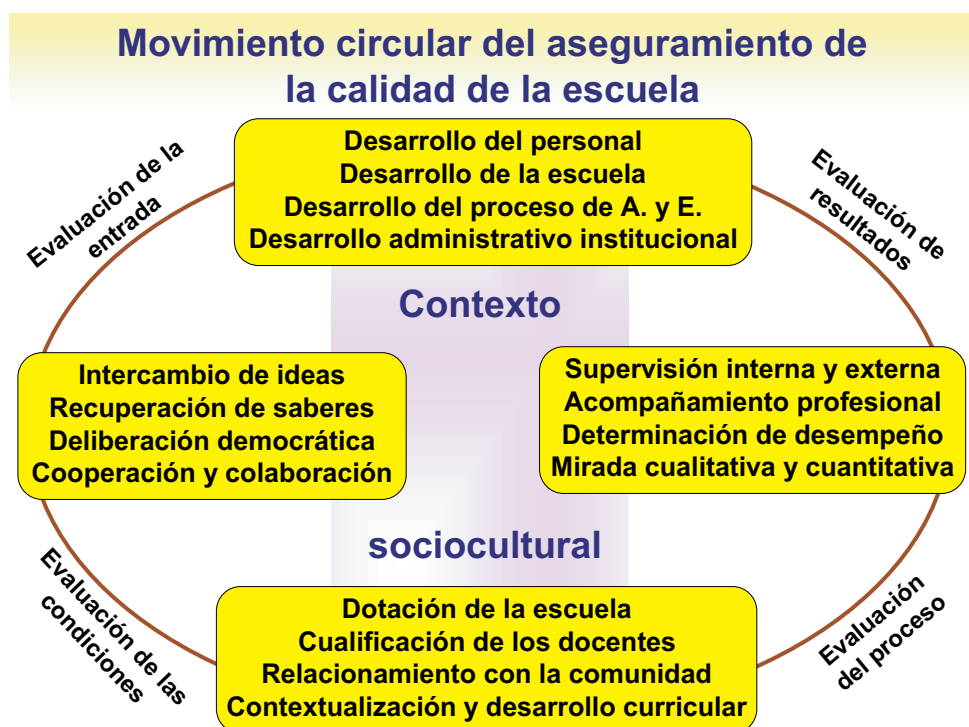 Movimiento circular del aseguramiento de
la calidad de la escuela
Evaluación de la
entrada
Desarrollo del personal
Desarrollo de la escuela
Desarrollo del proceso de A. y E.
Desarrollo administrativo institucional
Evaluación de
resultados
Contexto
Intercambio de ideas
Recuperación de saberes
Deliberación democrática
Cooperación y colaboración
Supervisión interna y externa
Acompañamiento profesional
Determinación de desempeño
Mirada cualitativa y cuantitativa
sociocultural
Evaluación de las
condiciones
Dotación de la escuela
Cualificación de los docentes
Relacionamiento con la comunidad
Contextualización y desarrollo curricular
Evaluación
del proceso